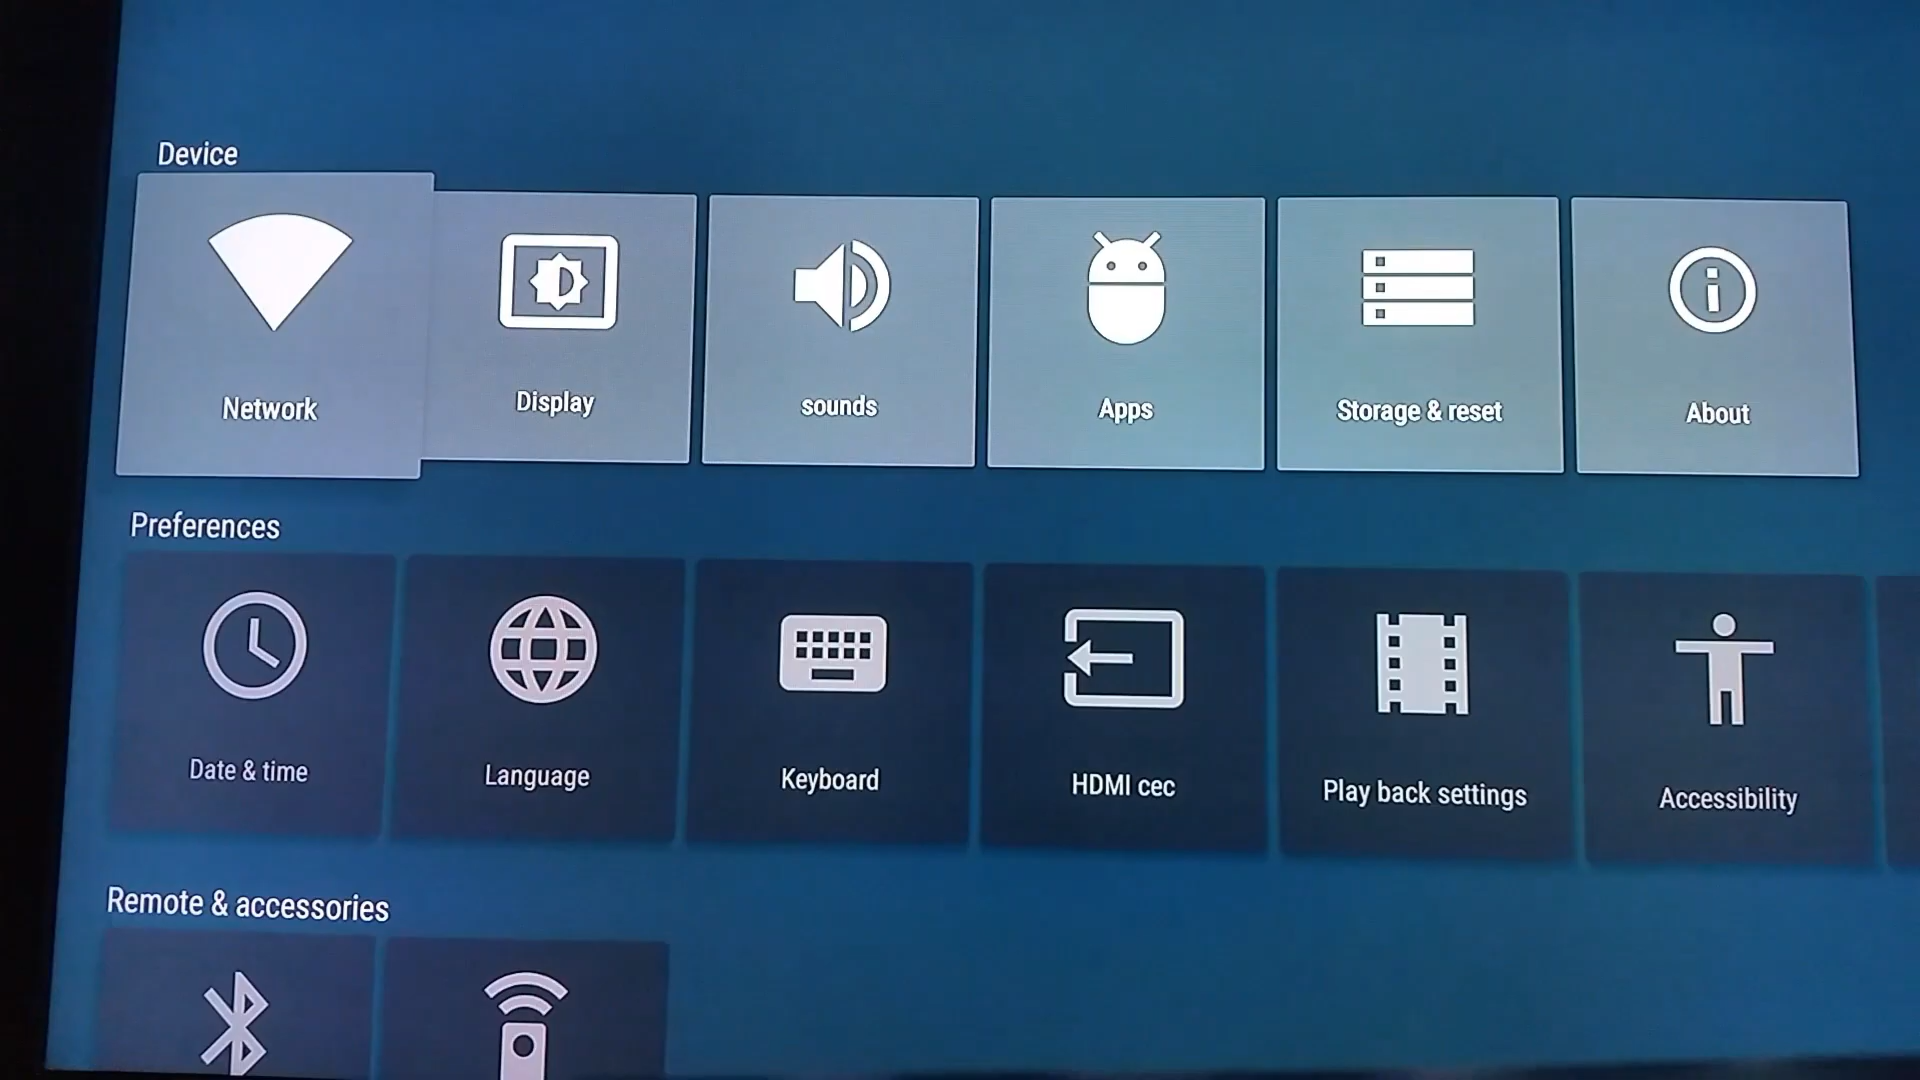 Device
Network
Display
sounds
Apps
Storage & reset
About
Preferences
Date & time
Language
Keyboard
HDMI cec
Play back settings
Accessibility
Remote & accessories